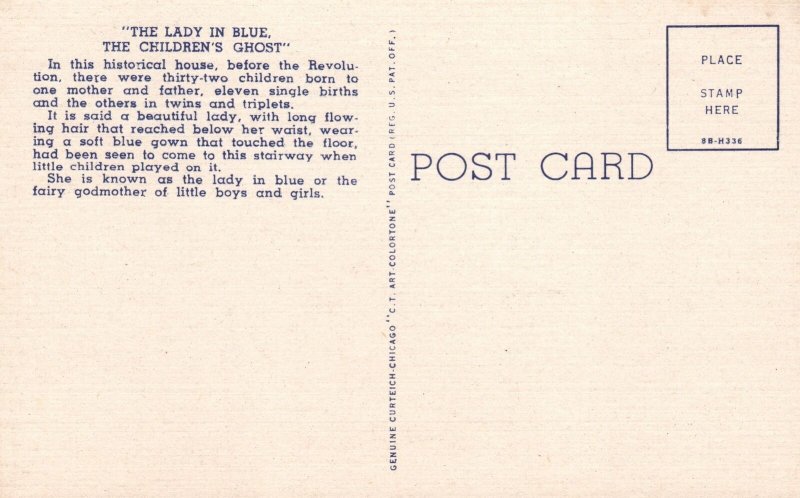 "THE LADY IN BLUE,
THE CHILDREN'S GHOST"
In this historical house, before the Revolu-
tion, there were thirty-two children born to
one mother and father, eleven single births
and the others in twins and triplets.
It is said a beautiful lady, with long flow-
ing hair that reached below her waist, wear-
ing a soft blue gown that touched the floor,
had been seen to come to this stairway when
little children played on it.
She is known as the lady in blue or the
fairy godmother of little boys and girls.
GENUINE CURTEICH-CHICAGO "C.T. ART-COLORTONE" POST CARD (REG. U.S. PAT. OFF.)
POST CARD
PLACE
STAMP
HERE
8B-H336